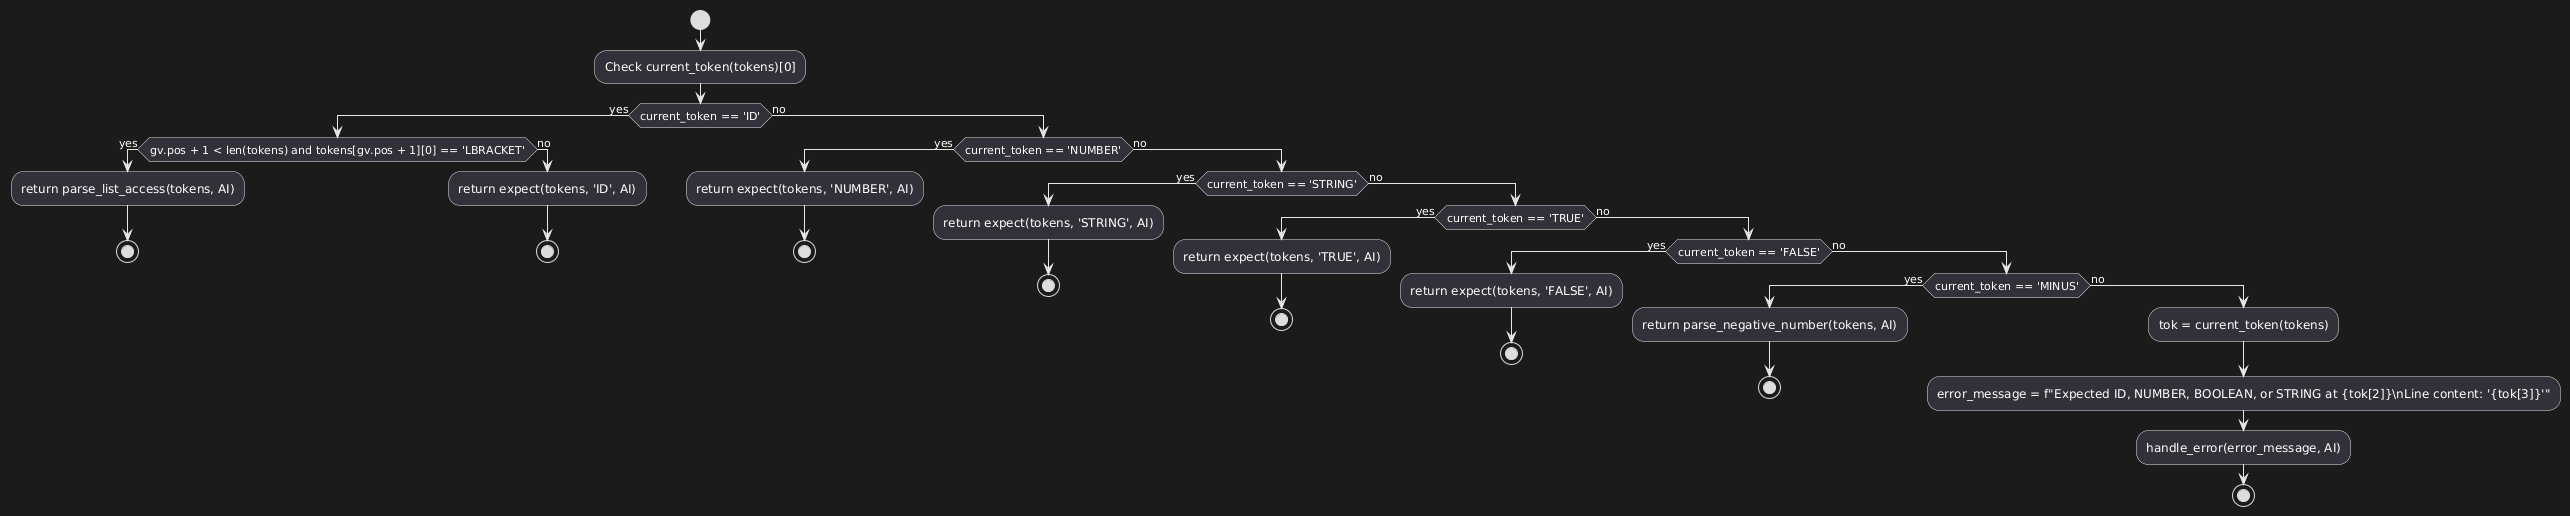 Check current_token(tokens)[0]
yes
current_token == 'ID'
no
yes
gv.pos + 1 < len(tokens) and tokens[gv.pos + 1][0] == 'LBRACKET'
no
return parse_list_access(tokens, AI)
return expect(tokens, 'ID', AI)
yes
current_token == 'NUMBER'
no
return expect(tokens, 'NUMBER', AI)
yes
current_token == 'STRING'
no
return expect(tokens, 'STRING', AI)
yes
current_token == 'TRUE'
no
return expect(tokens, 'TRUE', AI)
yes
current_token == 'FALSE'
no
return expect(tokens, 'FALSE', AI)
yes
current_token == 'MINUS'
no
return parse_negative_number(tokens, AI)
tok = current_token(tokens)
error_message = f"Expected ID, NUMBER, BOOLEAN, or STRING at {tok[2]}\nLine content: '{tok[3]}'"
handle_error(error_message, AI)